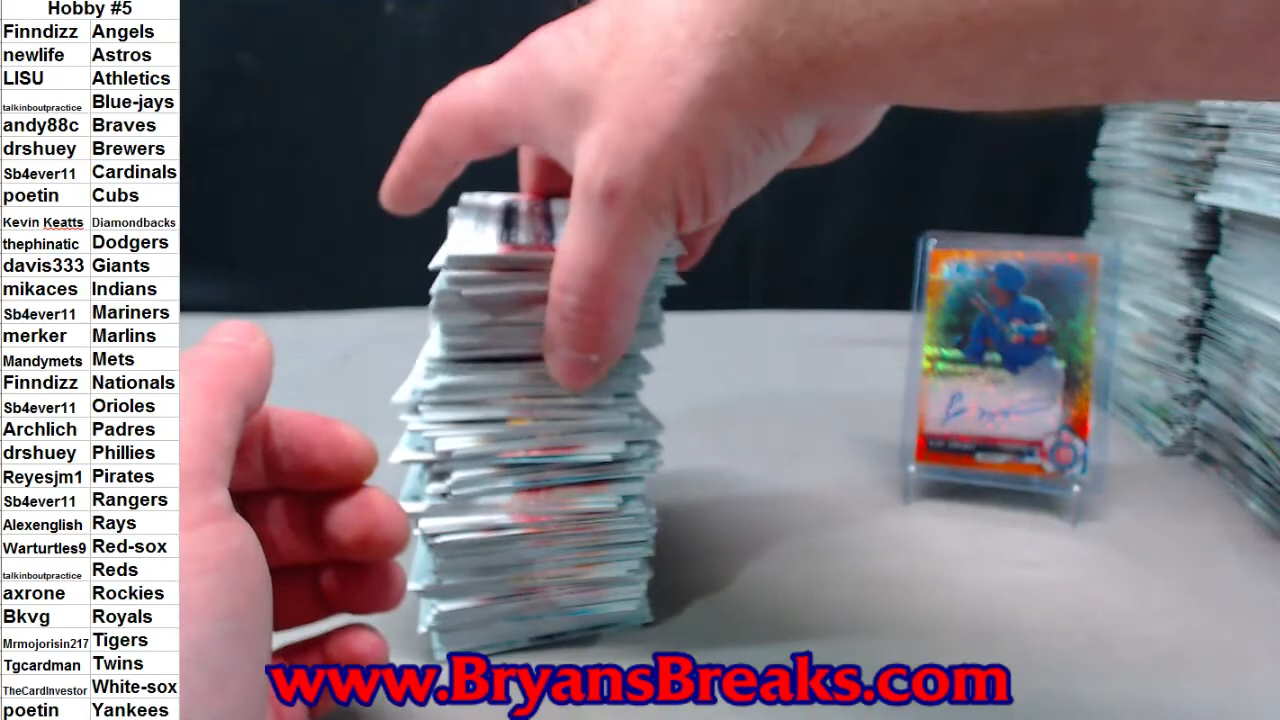 Hobby #5
Finndizz Angels
newlife Astros
LISU Athletics
talkinboutpractice Blue-jays
andy88c Braves
drshuey Brewers
Sb4ever11 Cardinals
poetin Cubs
Kevin Keatts Diamondbacks
thephinatic Dodgers
davis333 Giants
mikaces Indians
Sb4ever11 Mariners
merker Marlins
Mandymets Mets
Finndizz Nationals
Sb4ever11 Orioles
Archlich Padres
drshuey Phillies
Reyesjm1 Pirates
Sb4ever11 Rangers
Alexenglish Rays
Warturtles9 Red-sox
talkinboutpractice Reds
axrone Rockies
Bkvg Royals
Mrmojorisin217 Tigers
Tgcardman Twins
TheCardInvestor White-sox
poetin Yankees
www.BryansBreaks.com